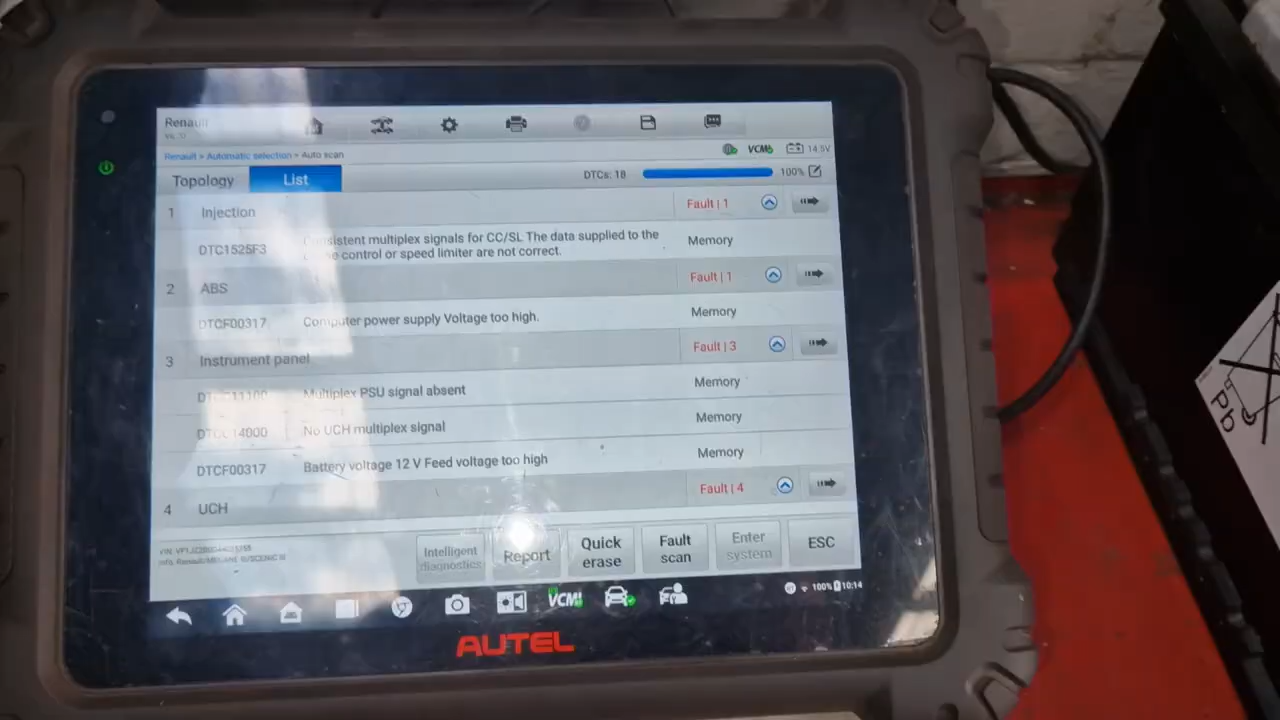 Renault
VCMI 14.5V
Renault > Automatic selection > Auto scan
Topology List DTCs: 18 100%
1 Injection Fault | 1
DTC1525F3 Consistent multiplex signals for CC/SL The data supplied to the control or speed limiter are not correct. Memory
2 ABS Fault | 1
DTCF00317 Computer power supply Voltage too high. Memory
3 Instrument panel Fault | 3
Multiplex PSU signal absent Memory
No UCH multiplex signal Memory
DTCF00317 Battery voltage 12 V Feed voltage too high Memory
4 UCH Fault | 4
Intelligent diagnostics Report Quick erase Fault scan Enter system ESC
VCMI 100% 10:14
AUTEL
Pb